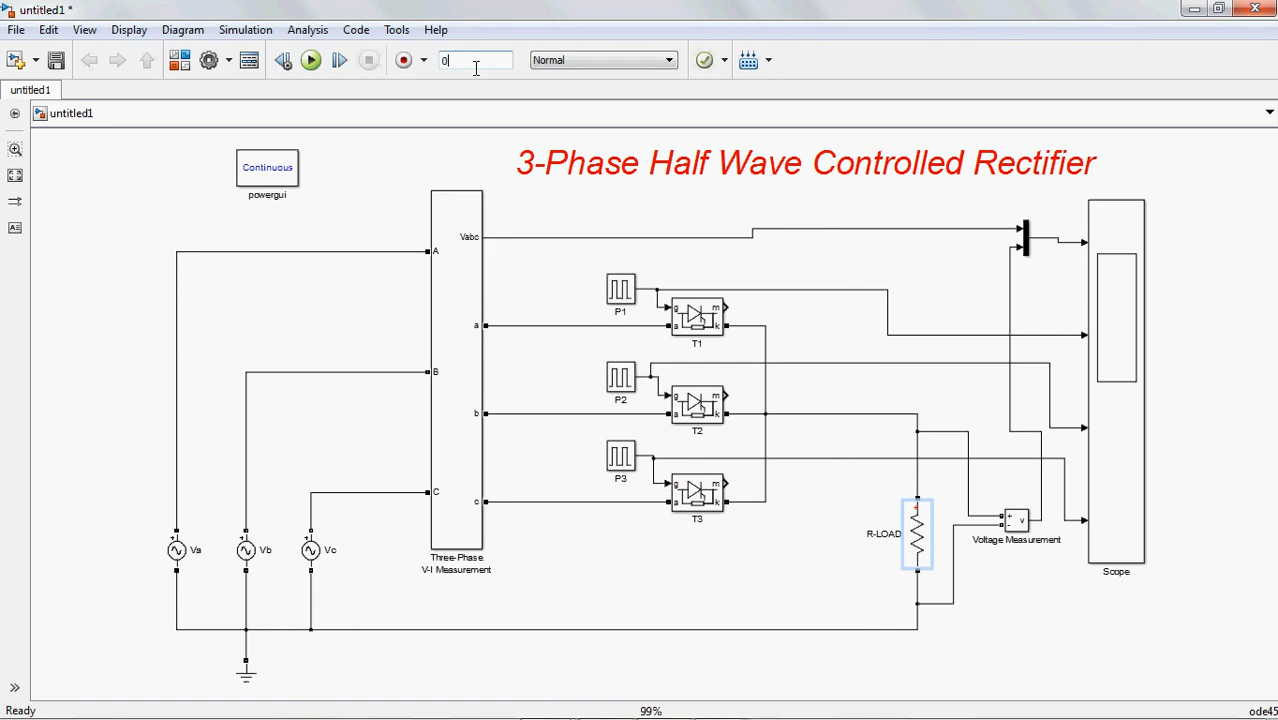 untitled1 *
File Edit View Display Diagram Simulation Analysis Code Tools Help
0 Normal
untitled1
untitled1
3-Phase Half Wave Controlled Rectifier
Continuous
powergui
Vabc
A
P1
g m
a k
T1
a
P2
g m
a k
T2
B
b
P3
g m
a k
T3
C
c
R-LOAD
+
+
-
v
Voltage Measurement
Va
Vb
Vc
+
+
+
Three-Phase
V-I Measurement
Scope
Ready 99% ode45